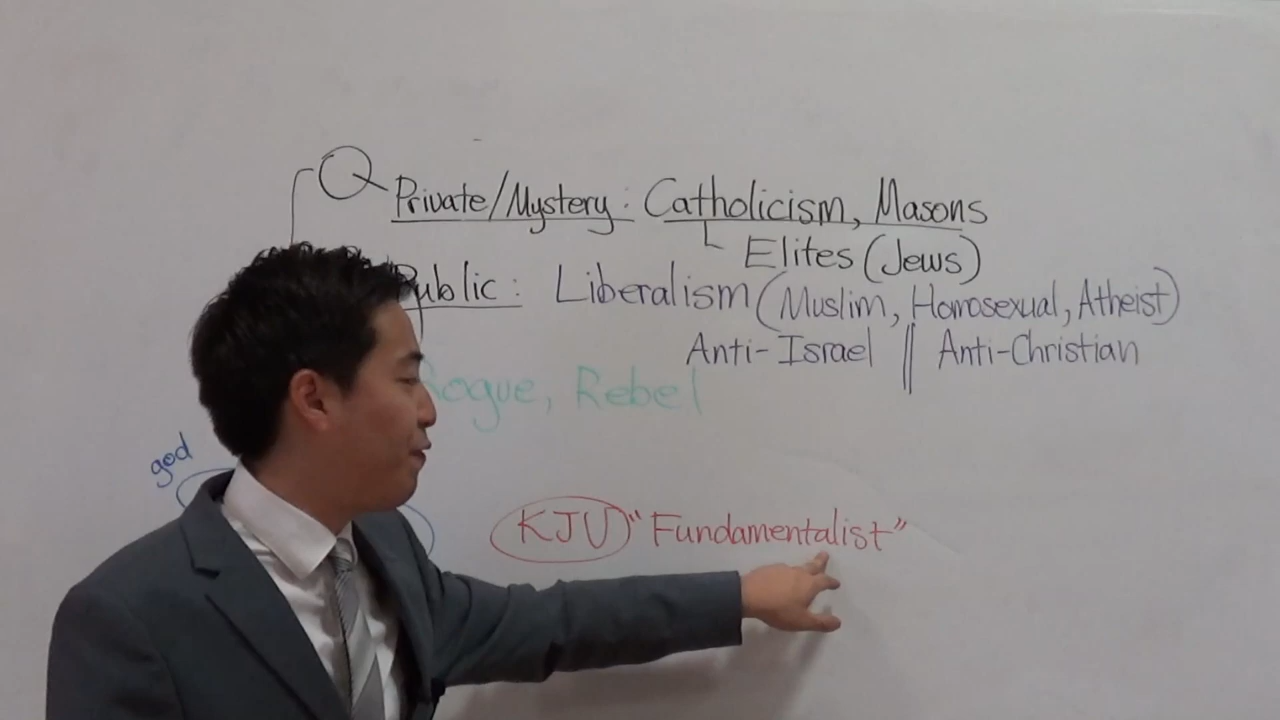 Private/Mystery : Catholicism, Masons
Elites (Jews)
Public : Liberalism (Muslim, Homosexual, Atheist)
Anti-Israel || Anti-Christian
Rogue, Rebel
god
KJV "Fundamentalist"